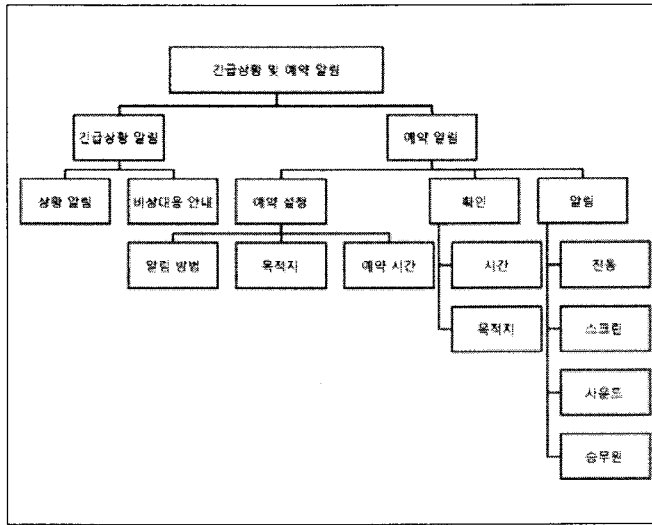 긴급상황 및 예약 알림
긴급상황 알림
예약 알림
상황 알림
비상대응 안내
예약 설정
확인
알림
알림 방법
목적지
예약 시간
시간
진동
목적지
스크린
사운드
승무원